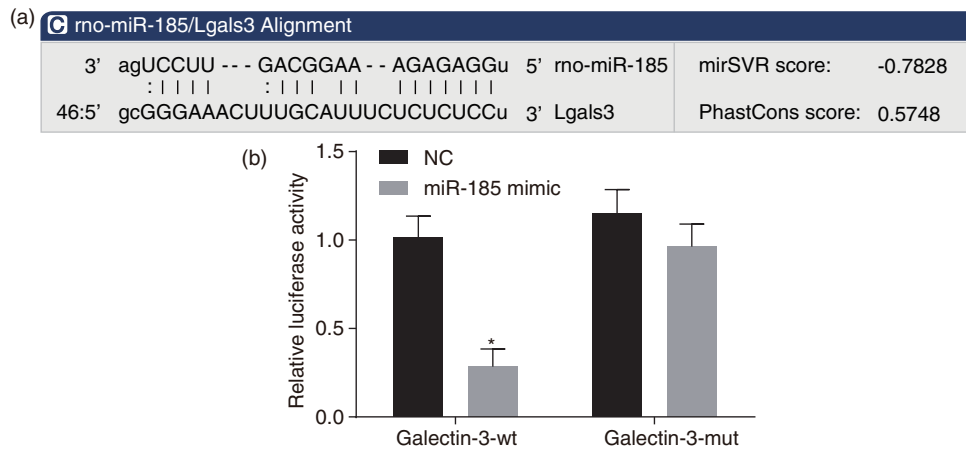 (a)
C rno-miR-185/Lgals3 Alignment
3’ agUCCUU - - - GACGGAA - - AGAGAGGu 5’ rno-miR-185 mirSVR score: -0.7828
: | | | | : | | | | | | | | | | | |
46:5’ gcGGGAAACUUUGCAUUUCUCUCUCCu 3’ Lgals3 PhastCons score: 0.5748
(b)
NC
miR-185 mimic
Relative luciferase activity
1.5
1.0
0.5
0.0
*
Galectin-3-wt Galectin-3-mut